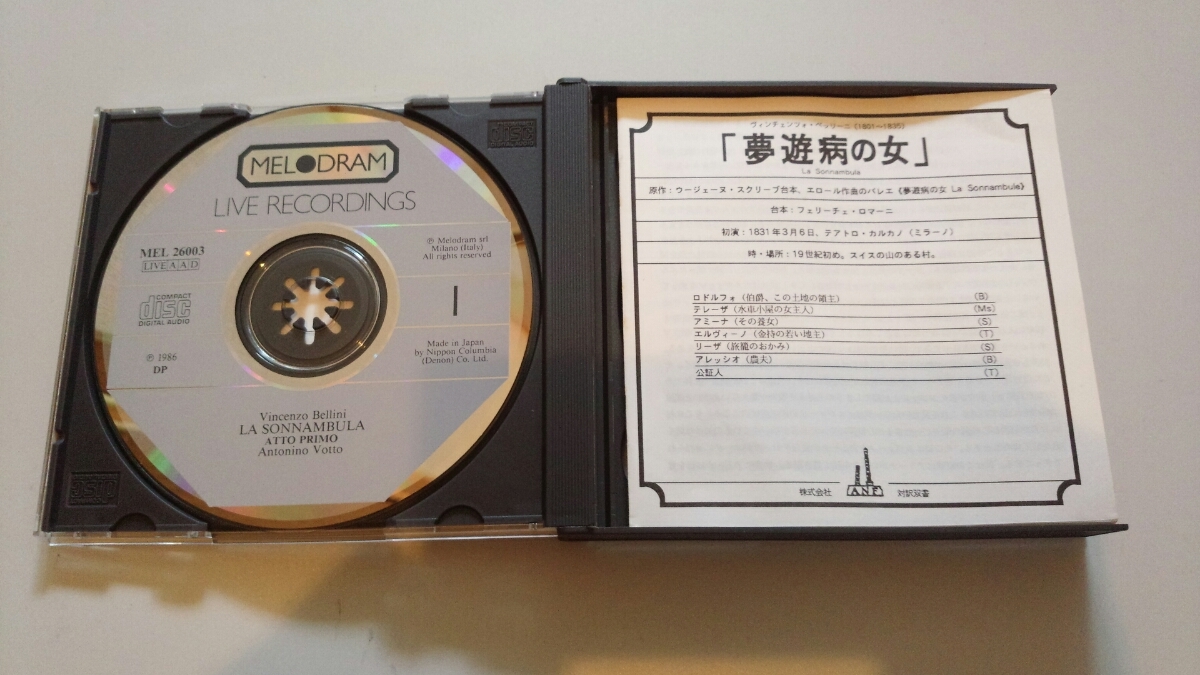 MELODRAM
LIVE RECORDINGS
MEL 26003
LIVE A A D
COMPACT
disc
DIGITAL AUDIO
℗ 1986
DP
℗ Melodram srl
Milano (Italy)
All rights reserved
I
Made in Japan
by Nippon Columbia
(Denon) Co. Ltd.
Vincenzo Bellini
LA SONNAMBULA
ATTO PRIMO
Antonino Votto
ヴィンチェンツォ・ベッリーニ (1801〜1835)
「夢遊病の女」
La Sonnambula
原作：ウージェーヌ・スクリーブ台本、エロール作曲のバレエ《夢遊病の女 La Sonnambule》
台本：フェリーチェ・ロマーニ
初演：1831年3月6日、テアトロ・カルカノ（ミラーノ）
時・場所：19世紀初め。スイスの山のある村。
ロドルフォ（伯爵、この土地の領主） (B)
テレーザ（水車小屋の女主人） (Ms)
アミーナ（その養女） (S)
エルヴィーノ（金持の若い地主） (T)
リーザ（旅籠のおかみ） (S)
アレッシオ（農夫） (B)
公証人 (T)
株式会社 ANF 対訳双書